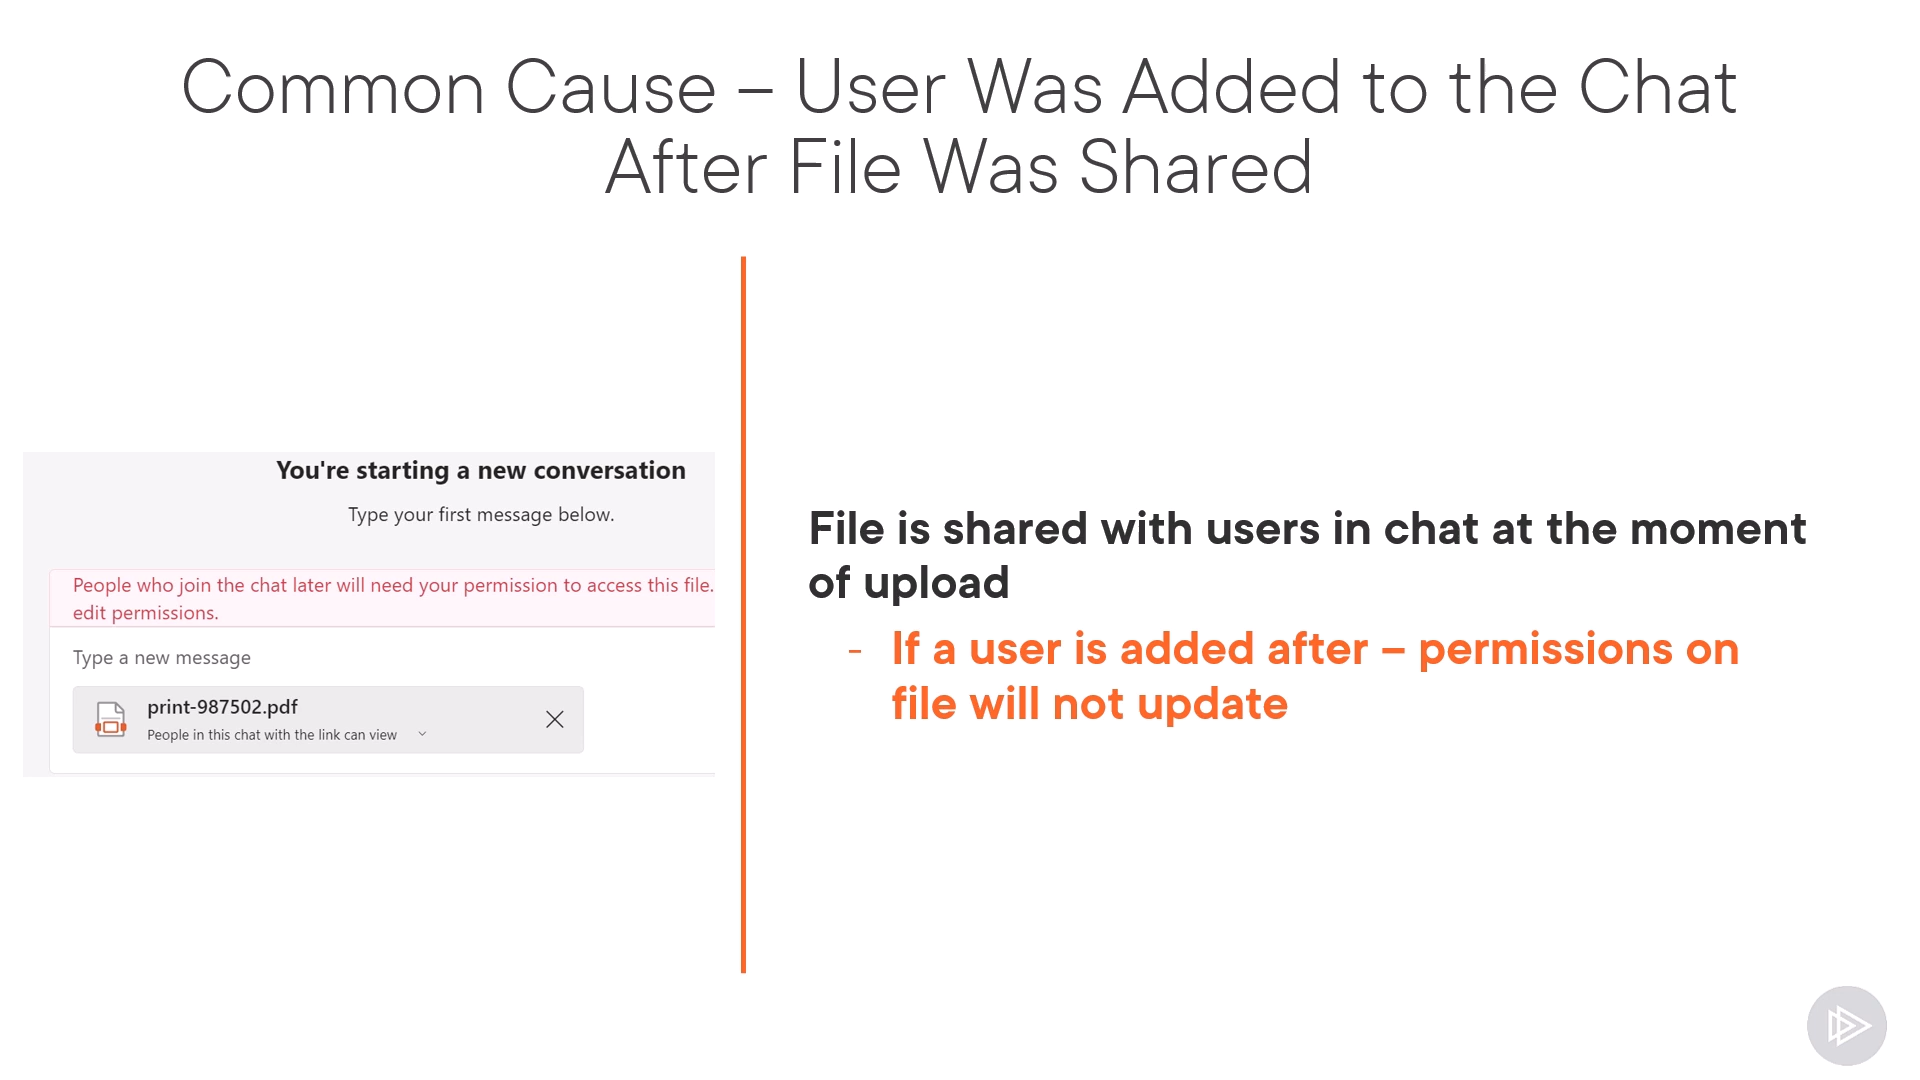 Common Cause – User Was Added to the Chat
After File Was Shared
You're starting a new conversation
Type your first message below.
People who join the chat later will need your permission to access this file.
edit permissions.
Type a new message
print-987502.pdf
People in this chat with the link can view
File is shared with users in chat at the moment
of upload
- If a user is added after – permissions on
file will not update